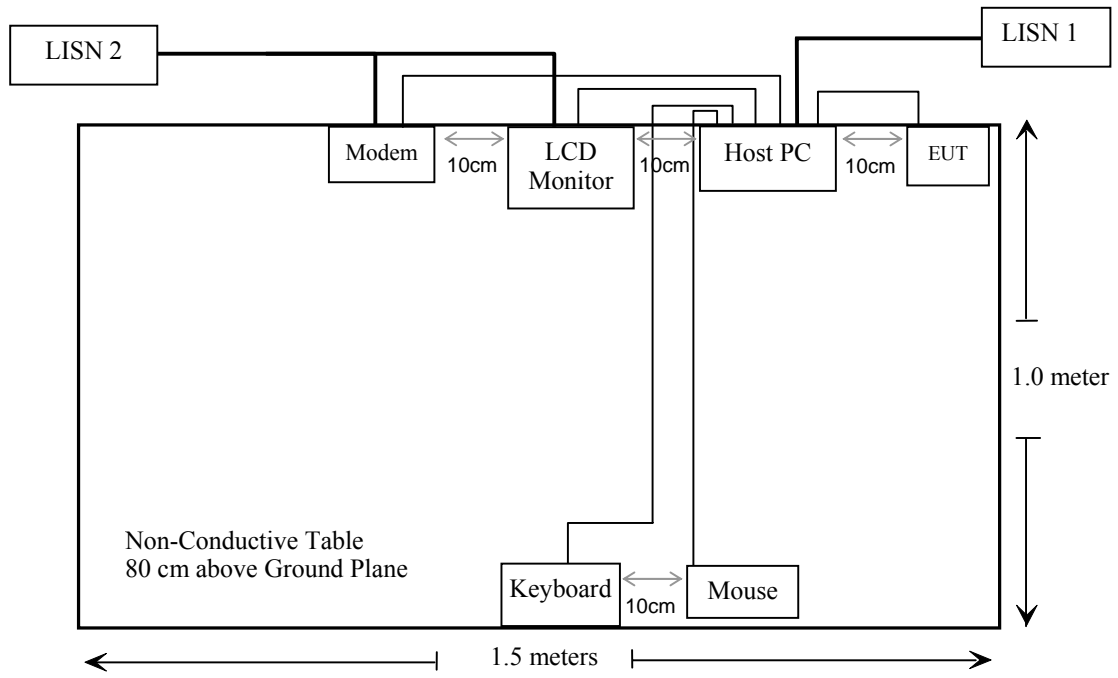 LISN 2
LISN 1
Modem
10cm
LCD
Monitor
10cm
Host PC
10cm
EUT
1.0 meter
Non-Conductive Table
80 cm above Ground Plane
Keyboard
10cm
Mouse
1.5 meters